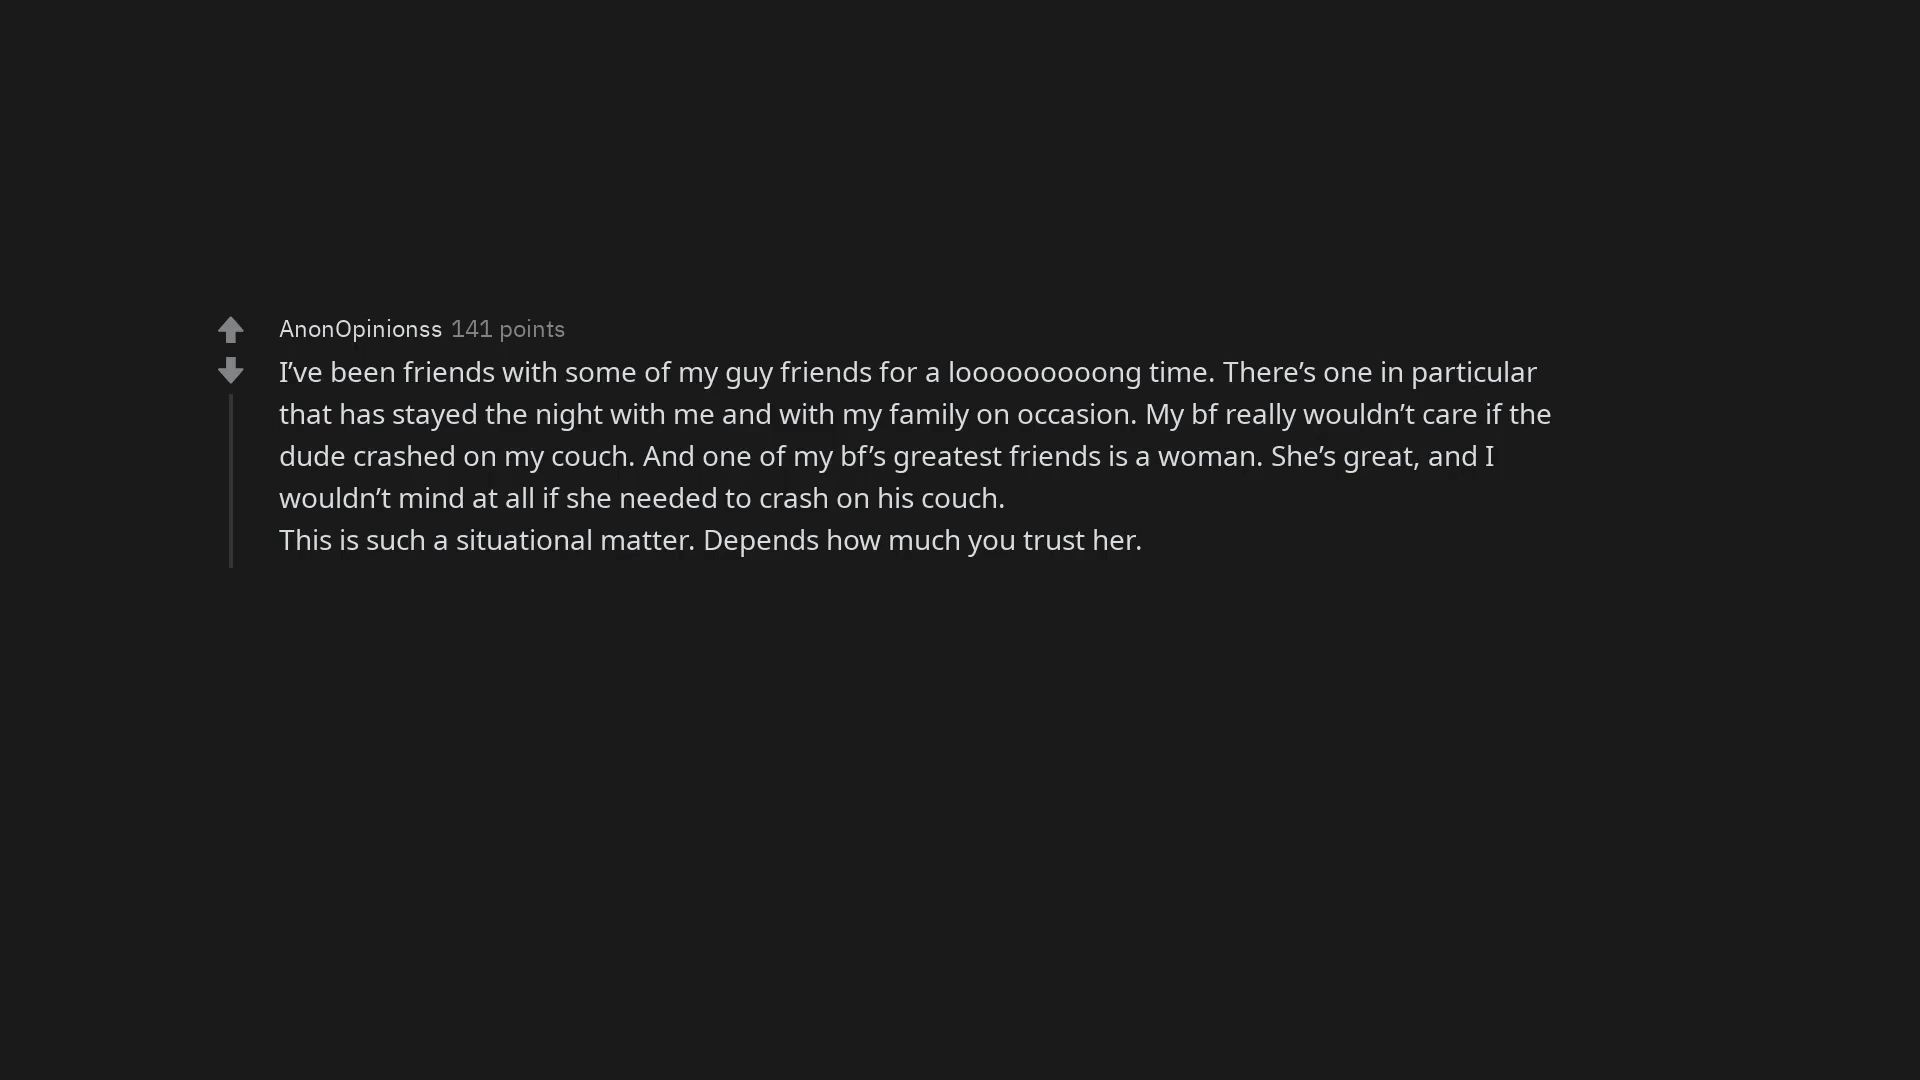 AnonOpinionss 141 points
I’ve been friends with some of my guy friends for a looooooooong time. There’s one in particular
that has stayed the night with me and with my family on occasion. My bf really wouldn’t care if the
dude crashed on my couch. And one of my bf’s greatest friends is a woman. She’s great, and I
wouldn’t mind at all if she needed to crash on his couch.
This is such a situational matter. Depends how much you trust her.